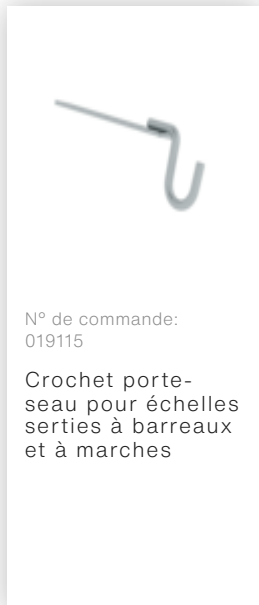 N° de commande:
019115
Crochet porte-
seau pour échelles
serties à barreaux
et à marches